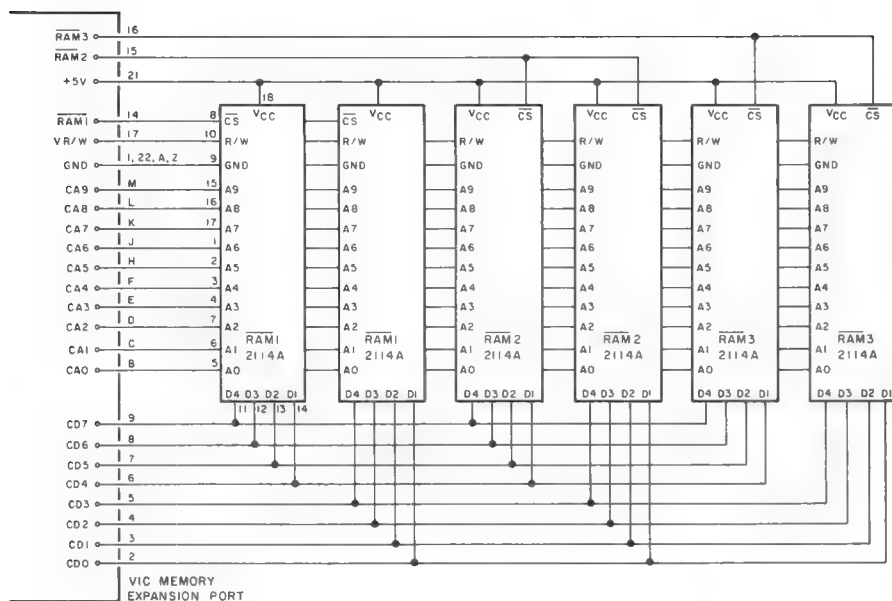 RAM3 16
RAM2 15
+5V 21
18
VCC VCC VCC CS VCC CS VCC CS VCC CS
RAM1 14 8 CS CS
VR/W 17 10 R/W R/W R/W R/W R/W R/W
GND 1, 22, A, Z 9 GND GND GND GND GND GND
CA9 M 15 A9 A9 A9 A9 A9 A9
CA8 L 16 A8 A8 A8 A8 A8 A8
CA7 K 17 A7 A7 A7 A7 A7 A7
CA6 J 1 A6 A6 A6 A6 A6 A6
CA5 H 2 A5 A5 A5 A5 A5 A5
CA4 F 3 A4 A4 A4 A4 A4 A4
CA3 E 4 A3 A3 A3 A3 A3 A3
CA2 D 7 A2 A2 A2 A2 A2 A2
RAM1 RAM1 RAM2 RAM2 RAM3 RAM3
CA1 C 6 A1 A1 A1 A1 A1 A1
2114A 2114A 2114A 2114A 2114A 2114A
CA0 B 5 A0 A0 A0 A0 A0 A0
D4 D3 D2 D1 D4 D3 D2 D1 D4 D3 D2 D1 D4 D3 D2 D1 D4 D3 D2 D1 D4 D3 D2 D1
11 12 13 14
CD7 9
CD6 8
CD5 7
CD4 6
CD3 5
CD2 4
CD1 3
CD0 2
VIC MEMORY
EXPANSION PORT